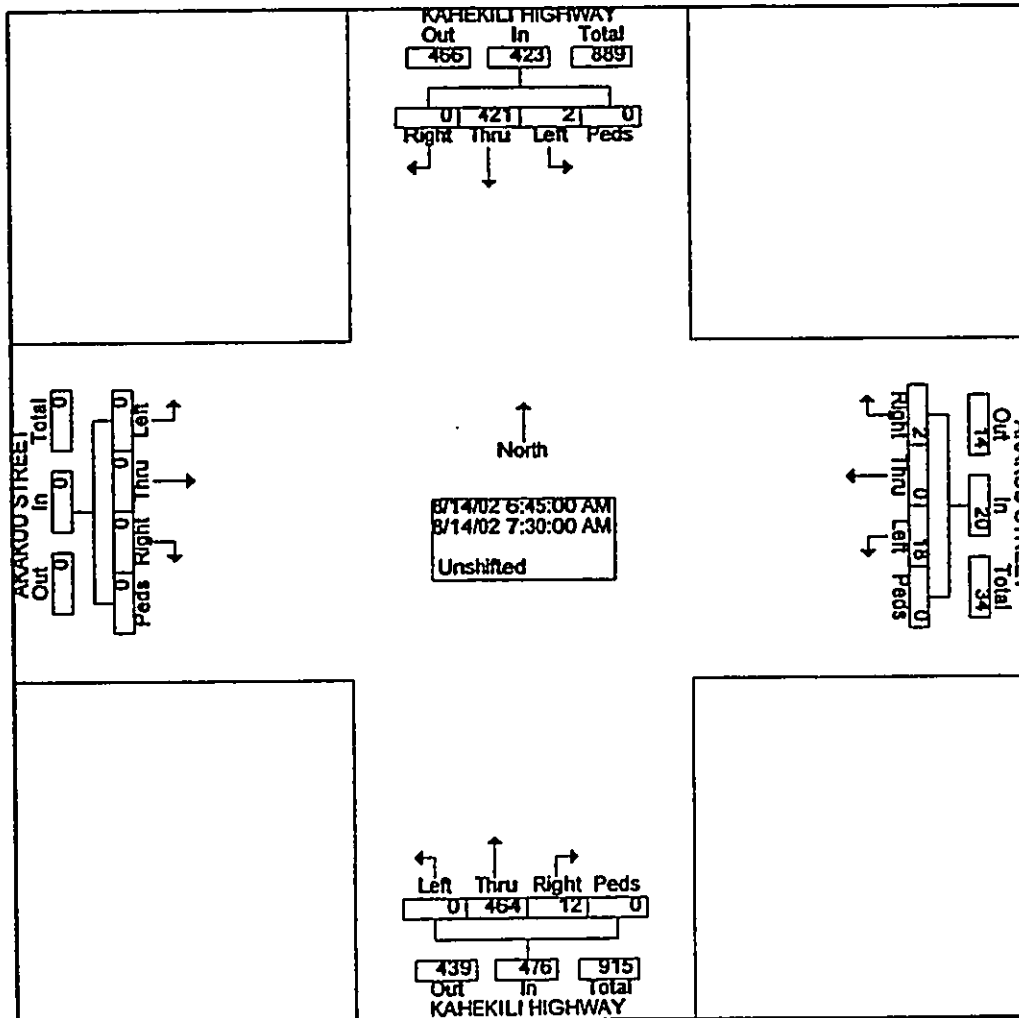 KAHEKILI HIGHWAY
Out In Total
466 423 889
0 421 2 0
Right Thru Left Peds
AKAKUU STREET
Total In Out
0 0 0
0 0 0 0
Left Thru Right Peds
North
8/14/02 6:45:00 AM
8/14/02 7:30:00 AM
Unshifted
Right Thru Left Peds
2 0 18 0
Out In Total
14 20 34
STREET
Left Thru Right Peds
0 464 12 0
439 476 915
Out In Total
KAHEKILI HIGHWAY